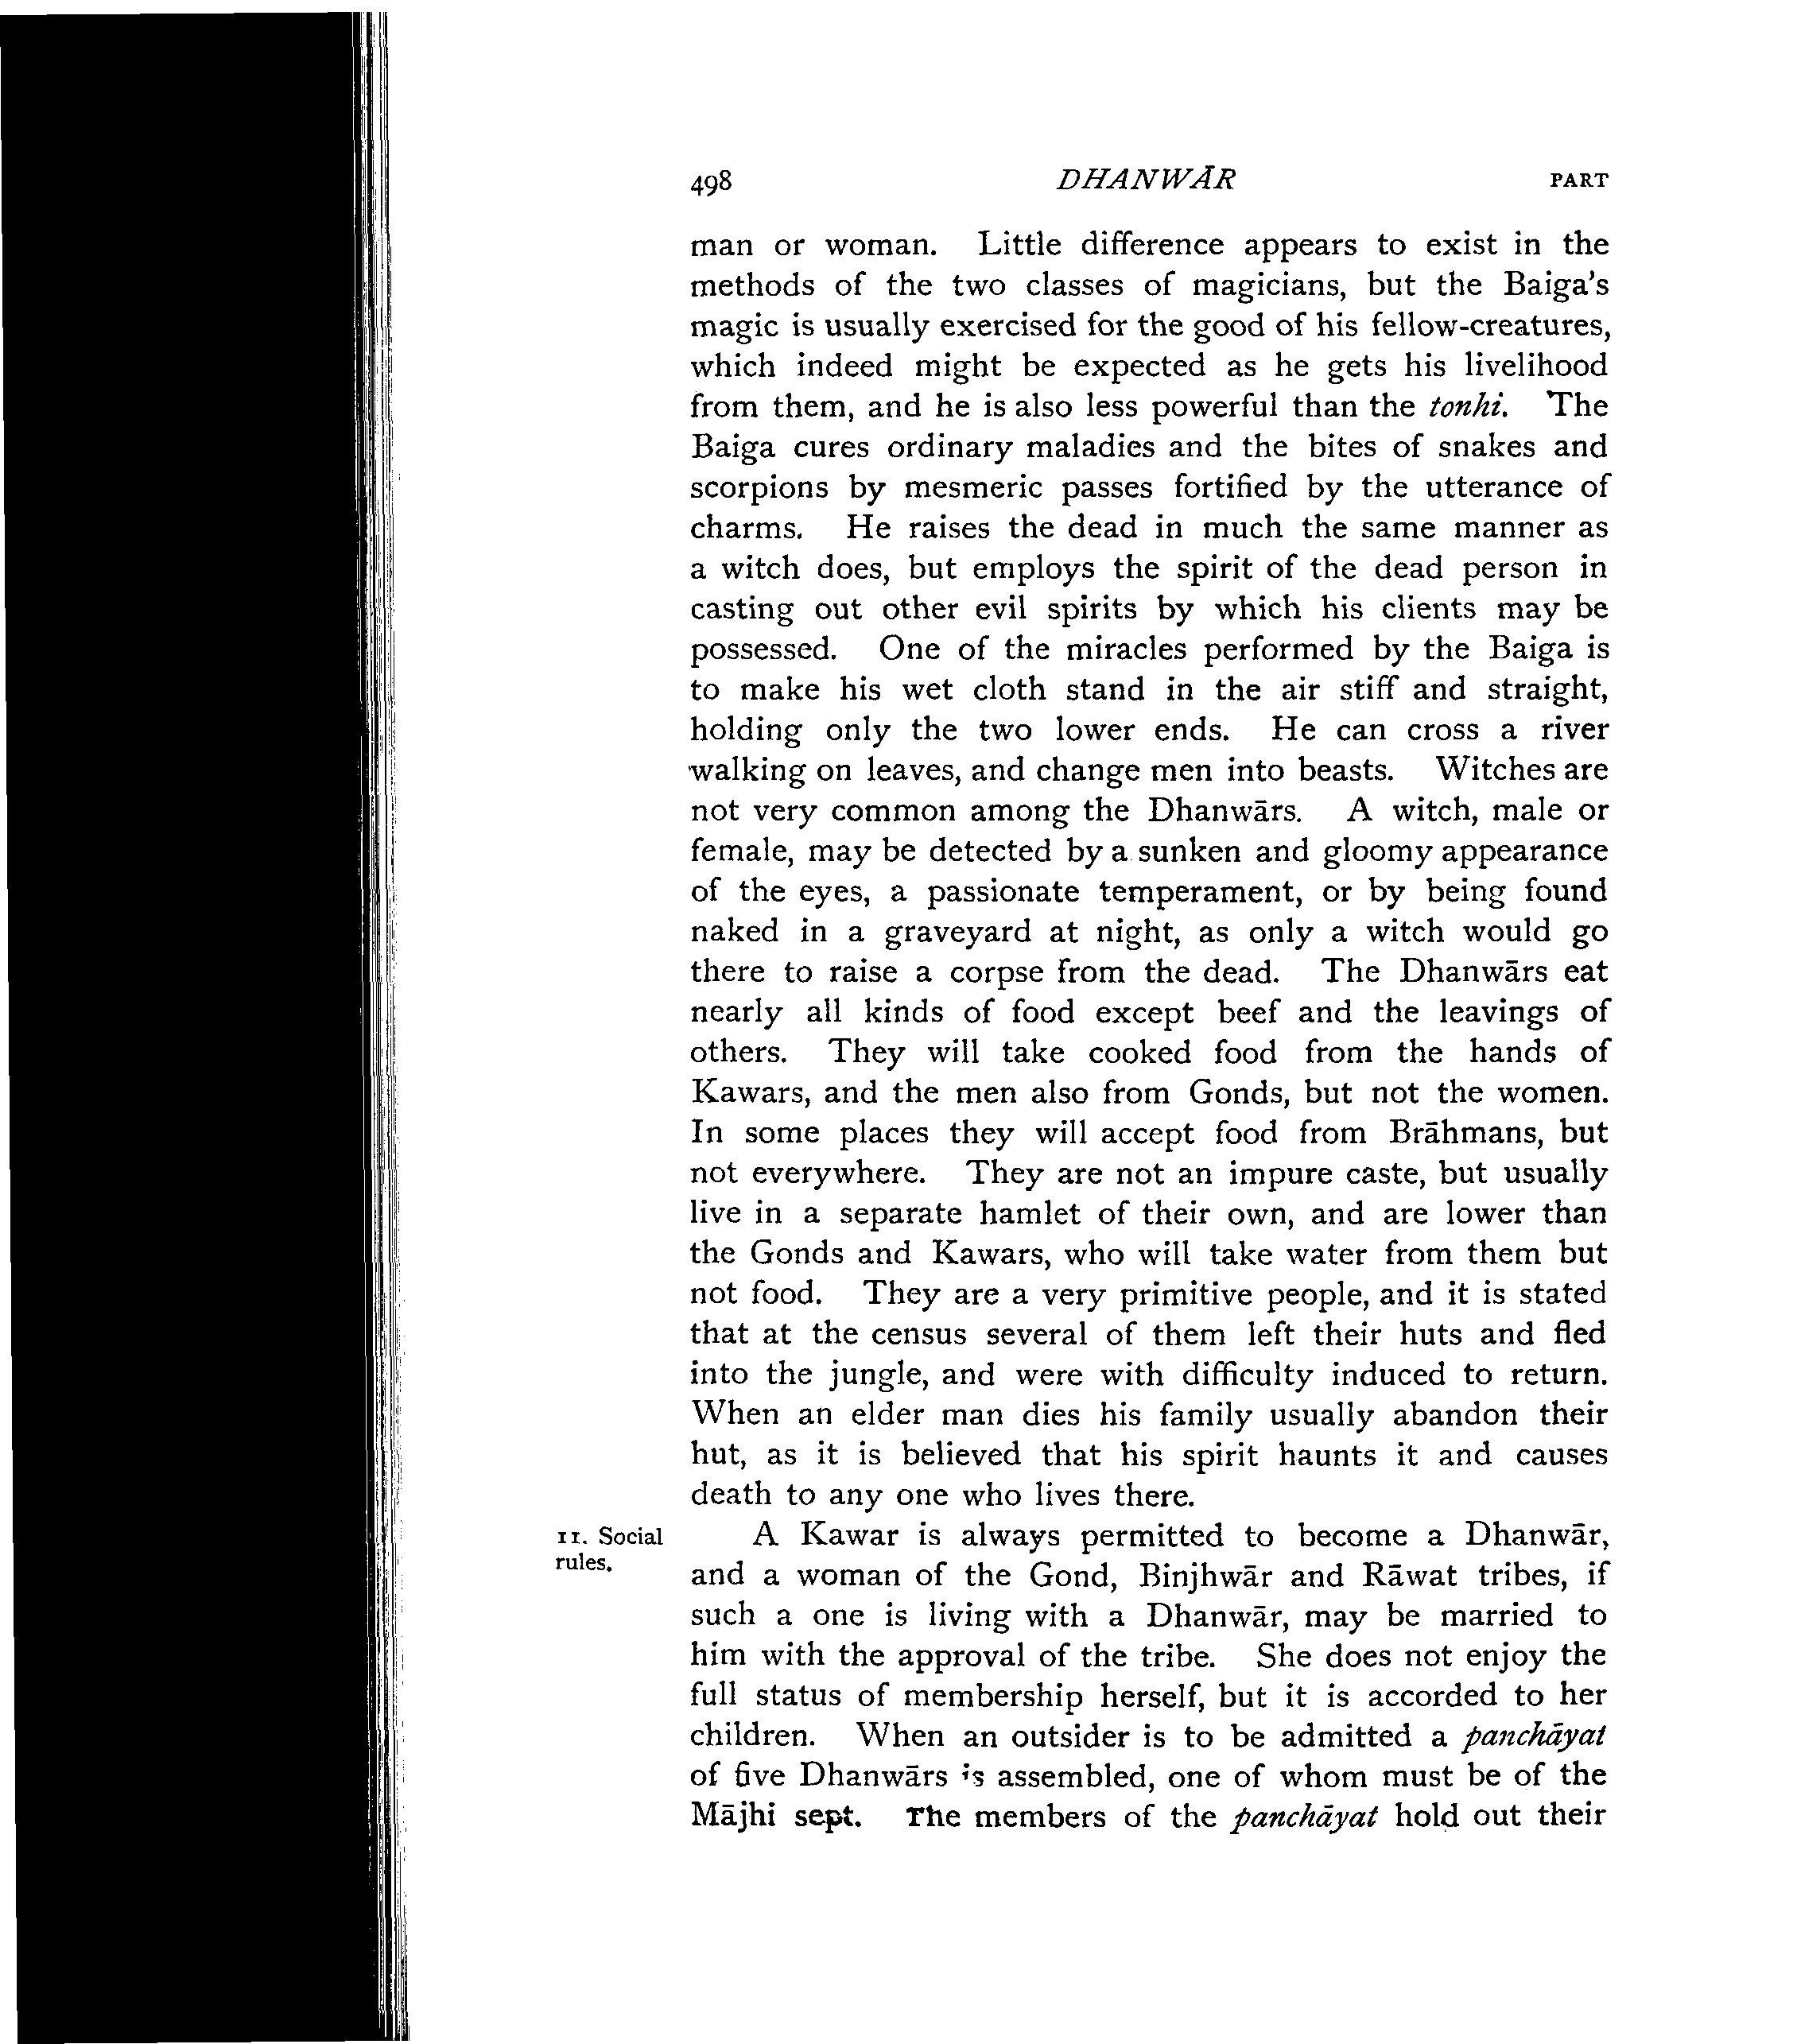 498 DHANWĀR PART
man or woman. Little difference appears to exist in the
methods of the two classes of magicians, but the Baiga's
magic is usually exercised for the good of his fellow-creatures,
which indeed might be expected as he gets his livelihood
from them, and he is also less powerful than the tonhi. The
Baiga cures ordinary maladies and the bites of snakes and
scorpions by mesmeric passes fortified by the utterance of
charms. He raises the dead in much the same manner as
a witch does, but employs the spirit of the dead person in
casting out other evil spirits by which his clients may be
possessed. One of the miracles performed by the Baiga is
to make his wet cloth stand in the air stiff and straight,
holding only the two lower ends. He can cross a river
walking on leaves, and change men into beasts. Witches are
not very common among the Dhanwārs. A witch, male or
female, may be detected by a sunken and gloomy appearance
of the eyes, a passionate temperament, or by being found
naked in a graveyard at night, as only a witch would go
there to raise a corpse from the dead. The Dhanwārs eat
nearly all kinds of food except beef and the leavings of
others. They will take cooked food from the hands of
Kawars, and the men also from Gonds, but not the women.
In some places they will accept food from Brāhmans, but
not everywhere. They are not an impure caste, but usually
live in a separate hamlet of their own, and are lower than
the Gonds and Kawars, who will take water from them but
not food. They are a very primitive people, and it is stated
that at the census several of them left their huts and fled
into the jungle, and were with difficulty induced to return.
When an elder man dies his family usually abandon their
hut, as it is believed that his spirit haunts it and causes
death to any one who lives there.
11. Social
rules.
A Kawar is always permitted to become a Dhanwār,
and a woman of the Gond, Binjhwār and Rāwat tribes, if
such a one is living with a Dhanwār, may be married to
him with the approval of the tribe. She does not enjoy the
full status of membership herself, but it is accorded to her
children. When an outsider is to be admitted a panchāyat
of five Dhanwārs is assembled, one of whom must be of the
Mājhi sept. The members of the panchāyat hold out their